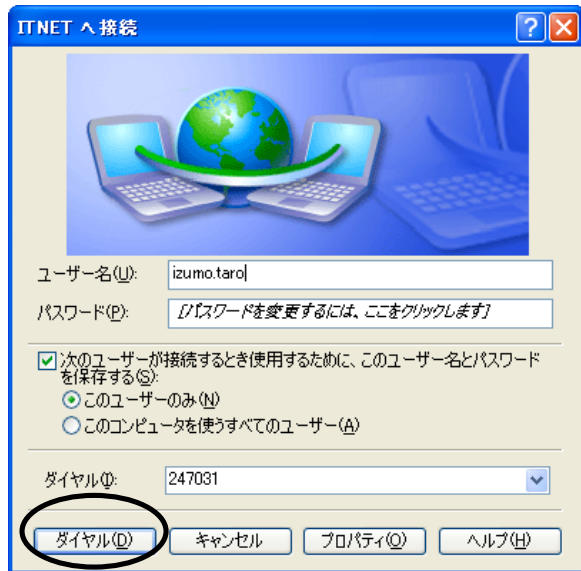 ITNET へ接続
ユーザー名(U):
izumo.taro
パスワード(P):
[パスワードを変更するには、ここをクリックします]
次のユーザーが接続するとき使用するために、このユーザー名とパスワード
を保存する(S):
このユーザーのみ(N)
このコンピュータを使うすべてのユーザー(A)
ダイヤル(I):
247031
ダイヤル(D) キャンセル プロパティ(O) ヘルプ(H)